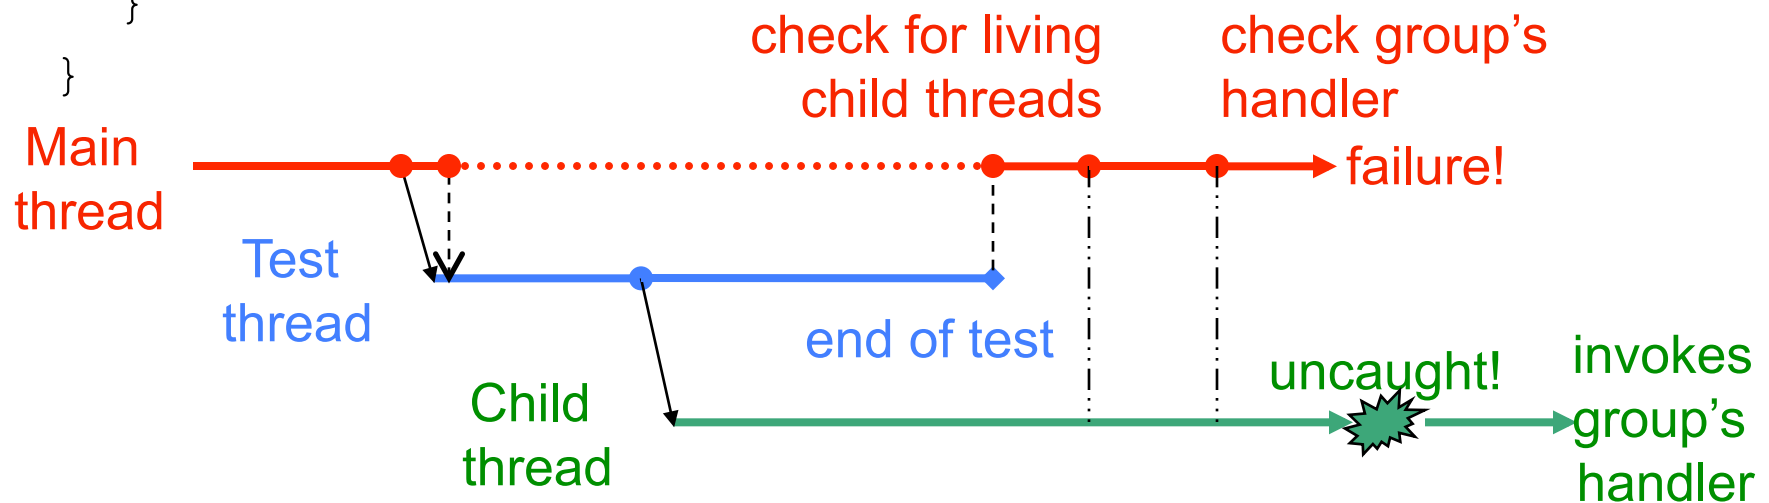 }
}
check for living
child threads
check group's
handler
Main
thread
failure!
Test
thread
end of test
Child
thread
uncaught!
invokes
group's
handler